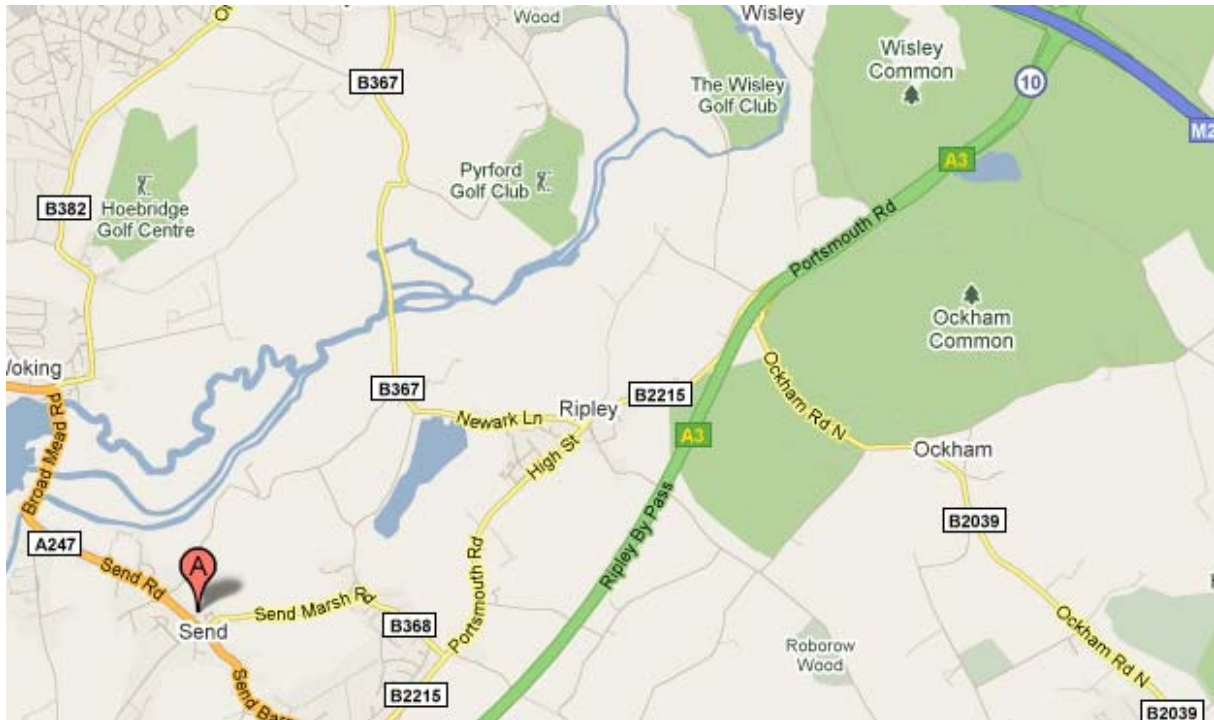 Wood
Wisley
B367
Wisley
Common
10
The Wisley
Golf Club
A3
Pyrford
Golf Club
Hoebridge
Golf Centre
B382
Portsmouth Rd
Ockham
Common
Woking
B367
Newark Ln
Ripley
B2215
Ockham Rd N
A3
High St
Ockham
Broad Mead Rd
B2039
A247
Send Rd
A
Ripley By Pass
Portsmouth Rd
Send Marsh Rd
Send
B368
Roborow
Wood
Ockham Rd N
B2215
B2039